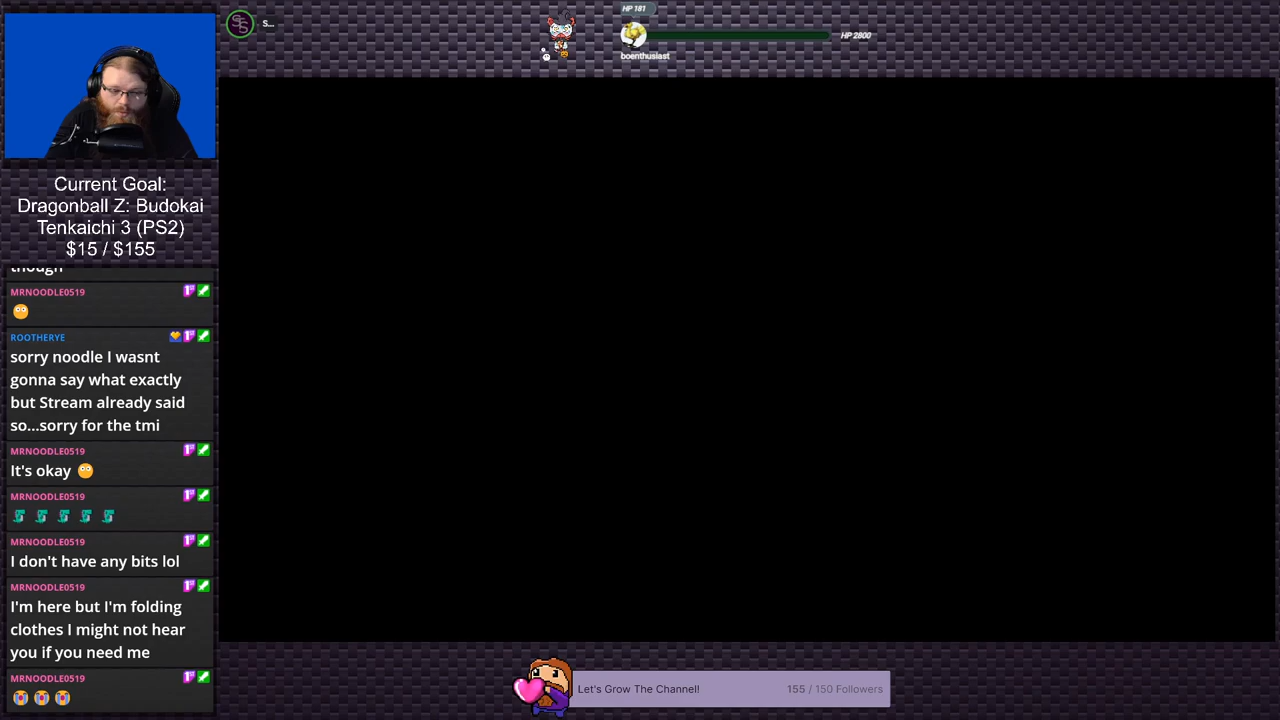 S...
HP 181
HP 2800
boenthusiast
Current Goal:
Dragonball Z: Budokai
Tenkaichi 3 (PS2)
$15 / $155
though
MRNOODLE0519
ROOTHERYE
sorry noodle I wasnt
gonna say what exactly
but Stream already said
so...sorry for the tmi
MRNOODLE0519
It's okay
MRNOODLE0519
MRNOODLE0519
I don't have any bits lol
MRNOODLE0519
I'm here but I'm folding
clothes I might not hear
you if you need me
MRNOODLE0519
Let's Grow The Channel!
155 / 150 Followers